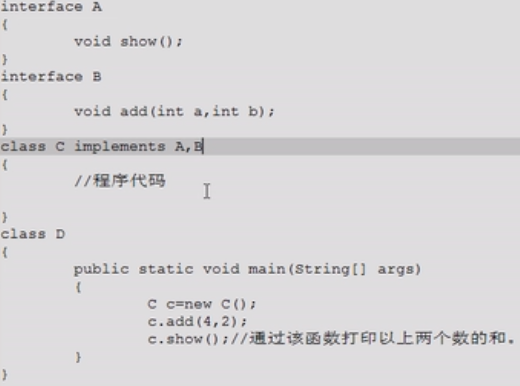 interface A
{
void show();
}
interface B
{
void add(int a,int b);
}
class C implements A,B
{
//程序代码
}
class D
{
public static void main(String[] args)
{
C c=new C();
c.add(4,2);
c.show();//通过该函数打印以上两个数的和。
}
}